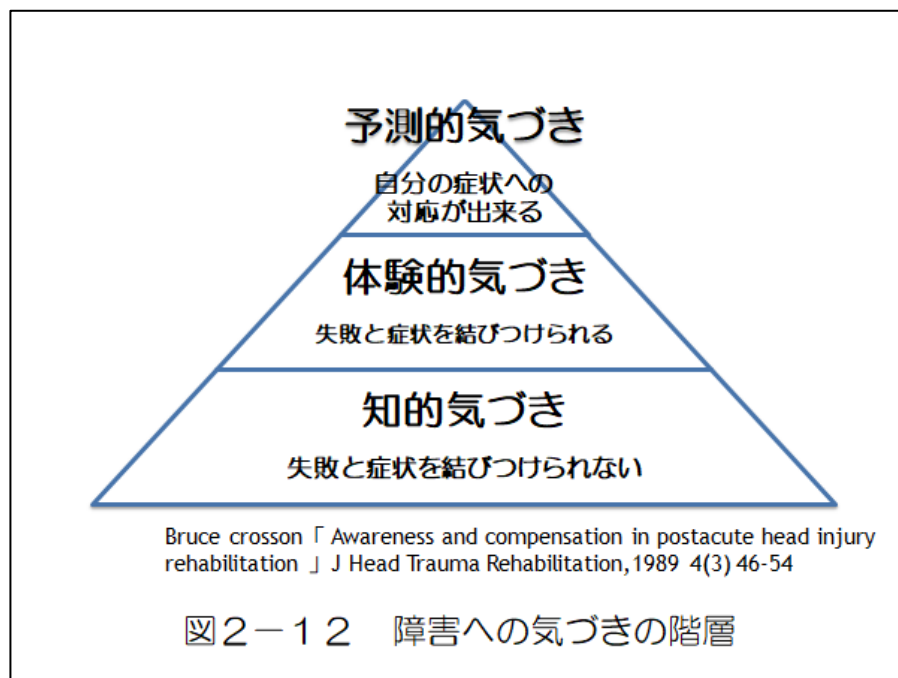 予測的気づき
自分の症状への
対応が出来る
体験的気づき
失敗と症状を結びつけられる
知的気づき
失敗と症状を結びつけられない
Bruce crosson「 Awareness and compensation in postacute head injury
rehabilitation 」J Head Trauma Rehabilitation,1989 4(3) 46-54
図２－１２　障害への気づきの階層